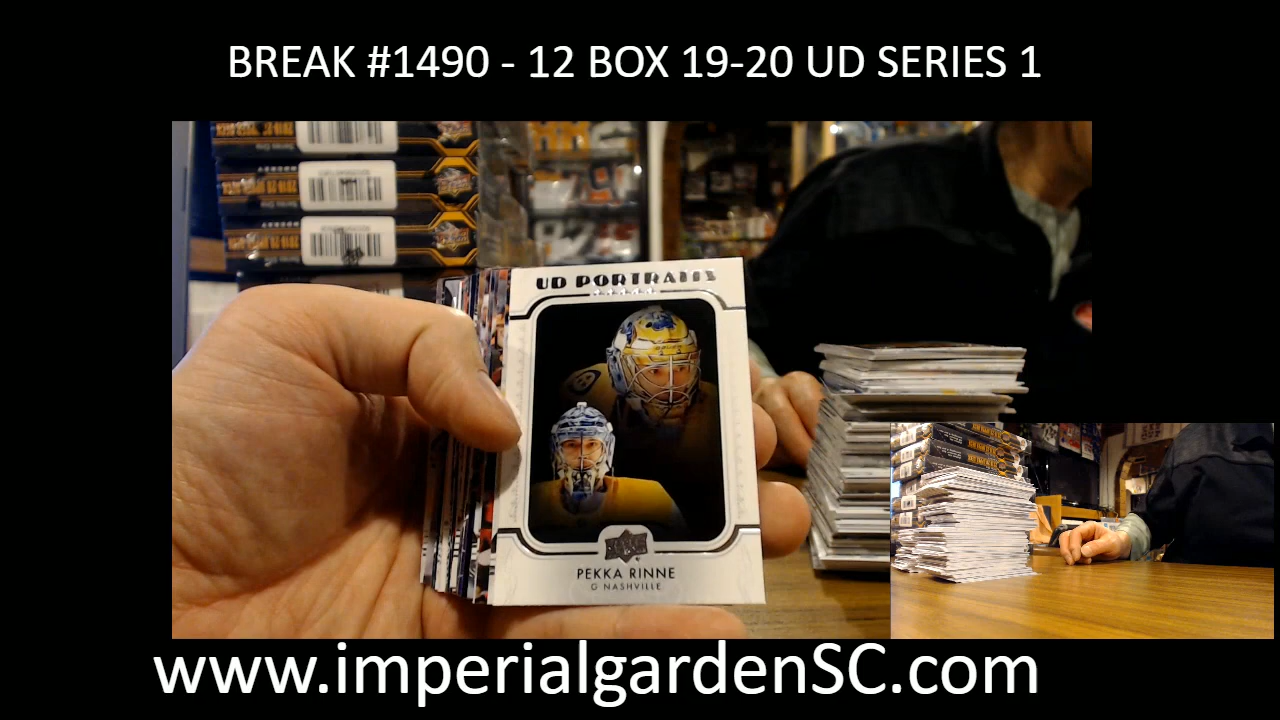 BREAK #1490 - 12 BOX 19-20 UD SERIES 1
UD PORTRAITS
PEKKA RINNE
G NASHVILLE
www.imperialgardenSC.com